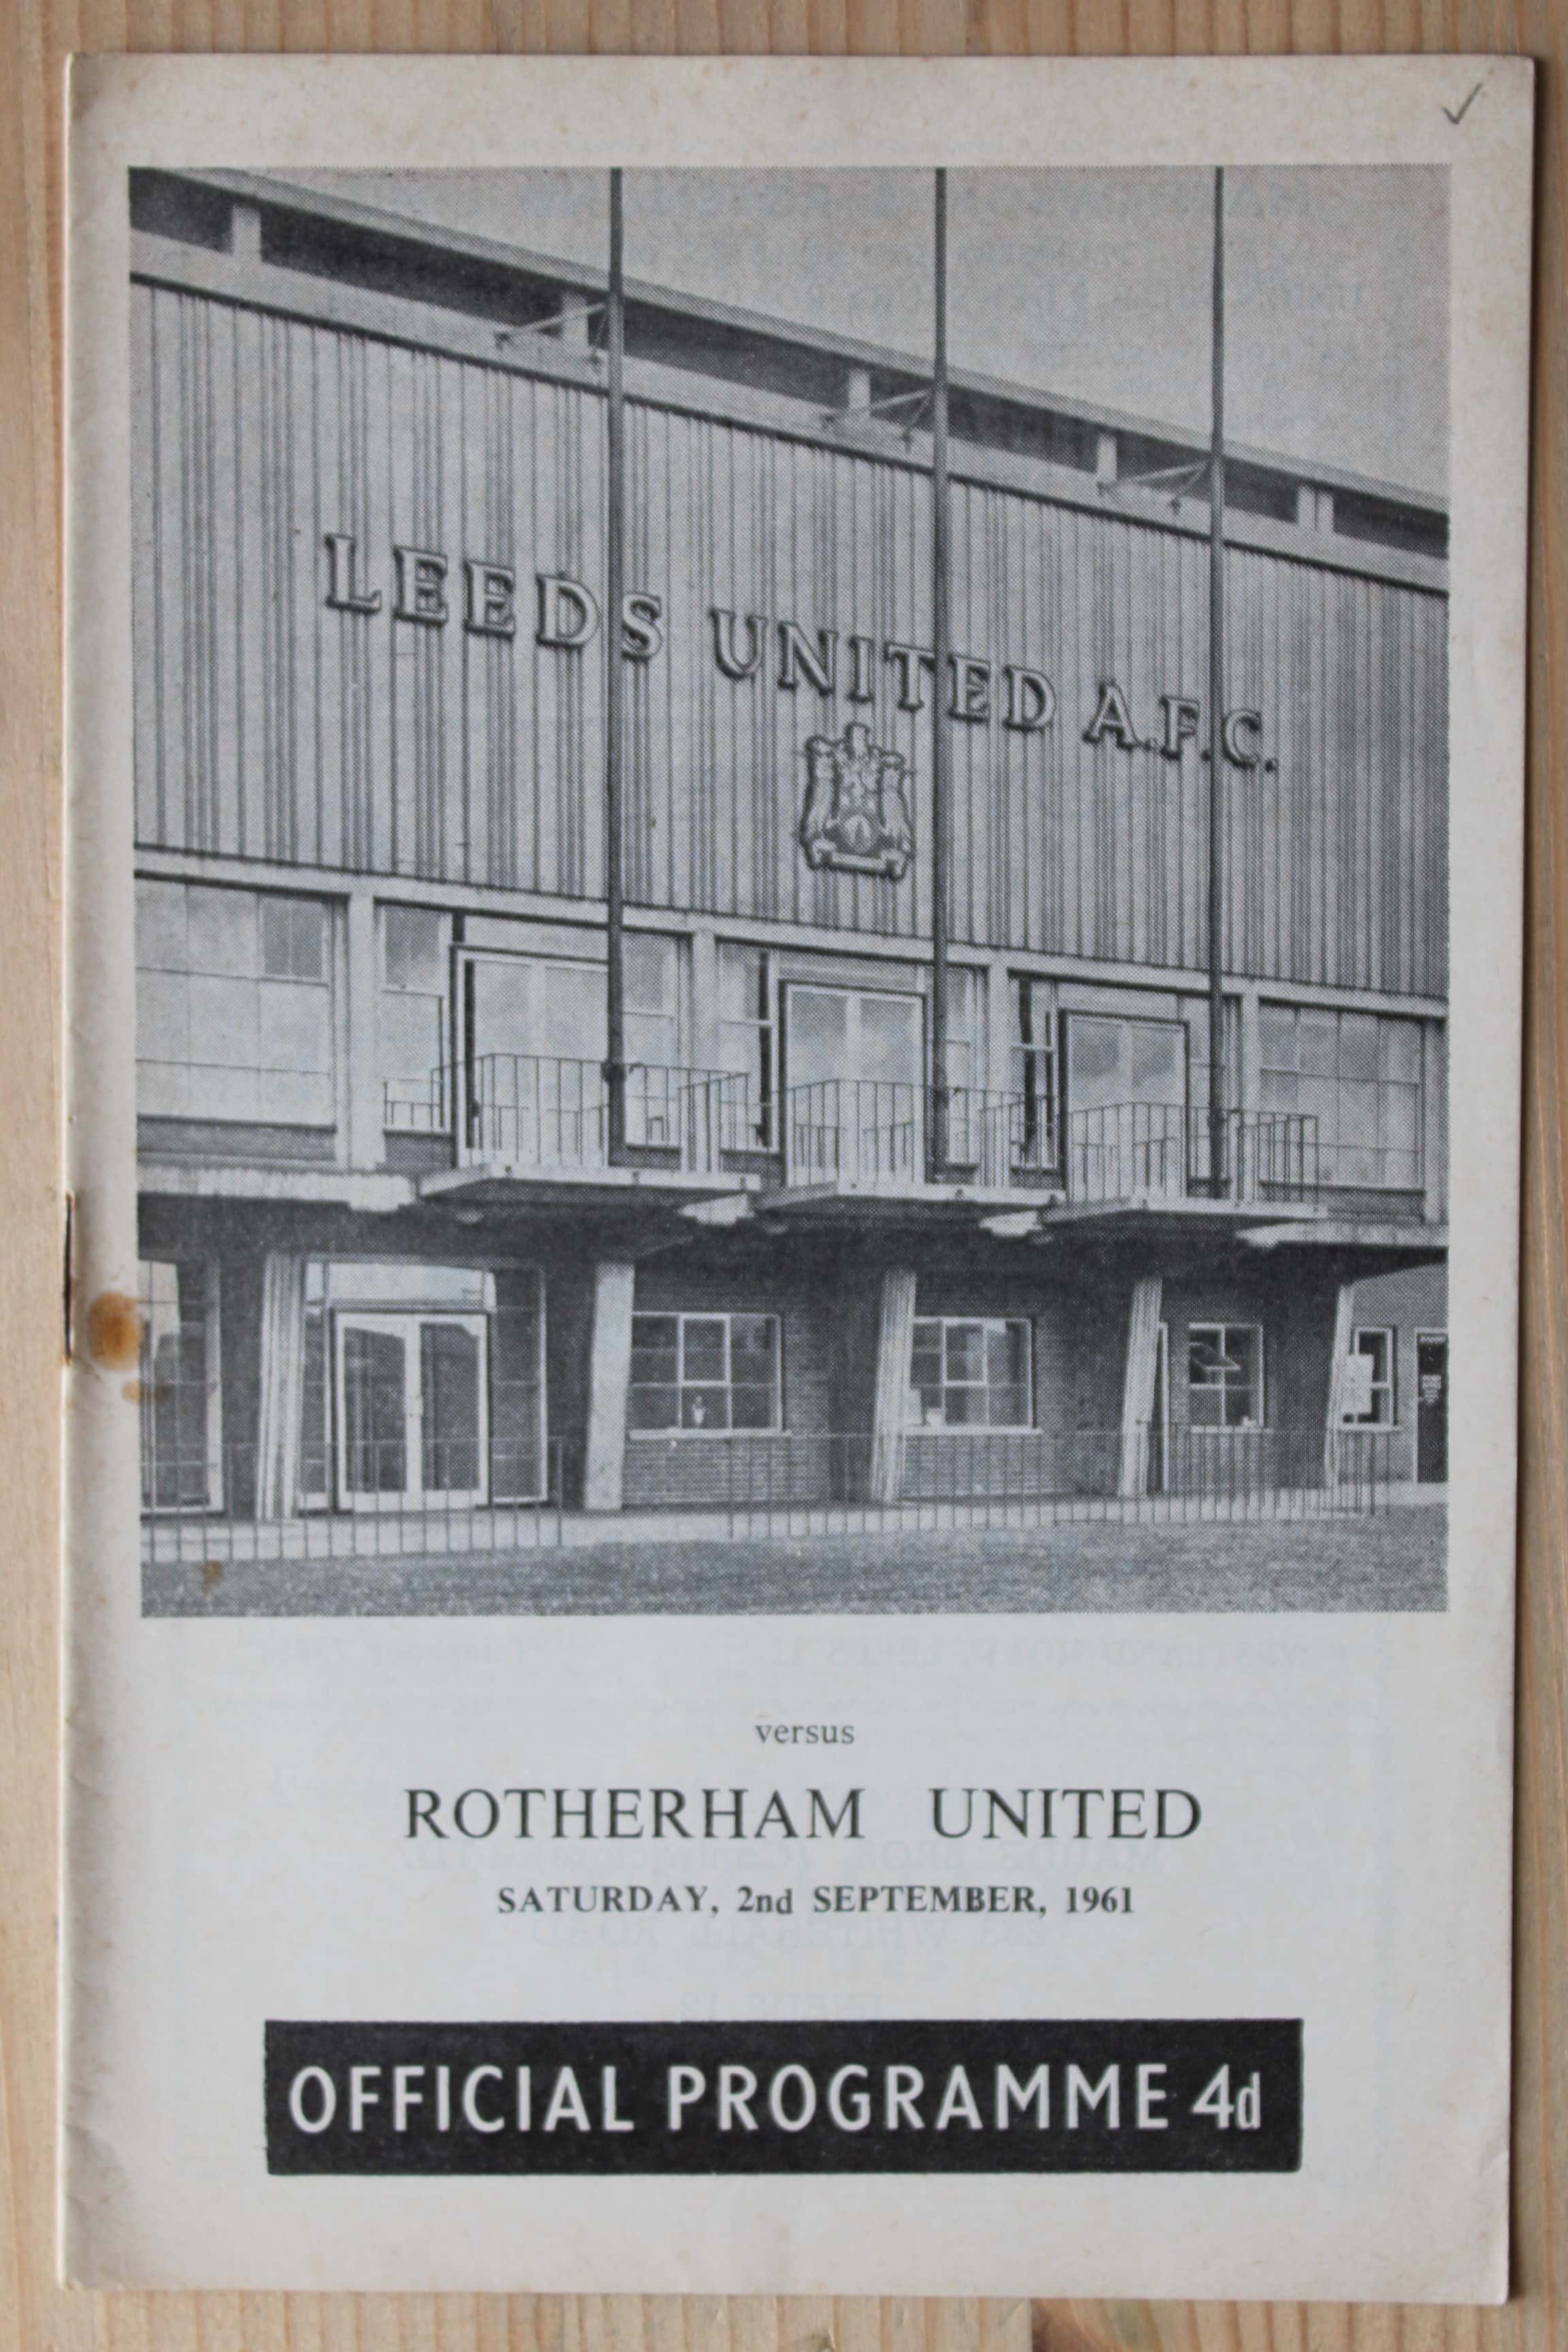 LEEDS UNITED A.F.C.
versus
ROTHERHAM UNITED
SATURDAY, 2nd SEPTEMBER, 1961
OFFICIAL PROGRAMME 4d